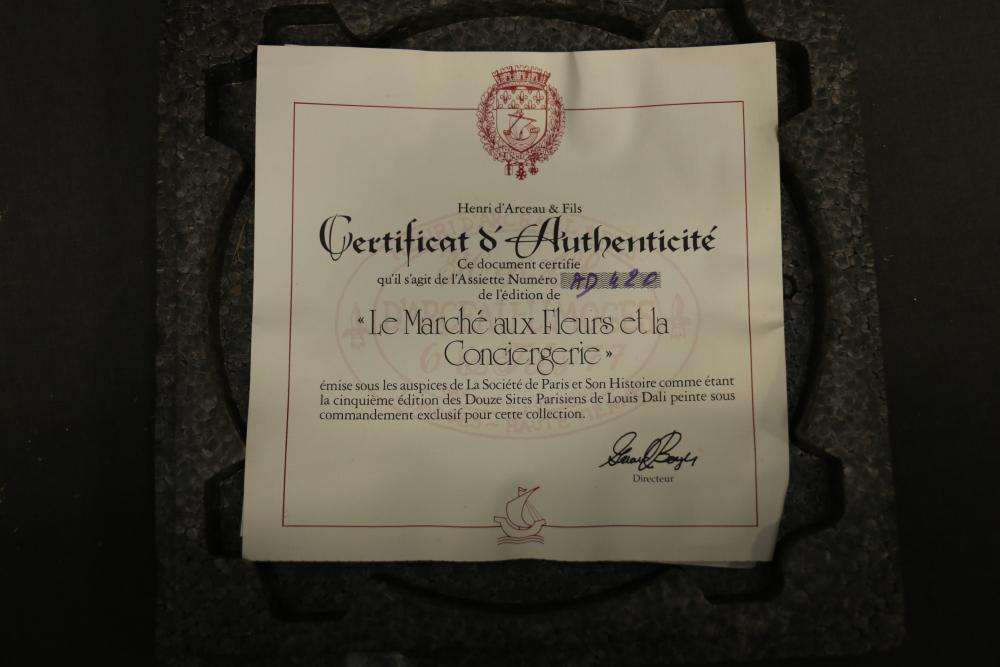 Henri d'Arceau & Fils
Certificat d'Authenticité
Ce document certifie
qu'il s'agit de l'Assiette Numéro AD 420
de l'édition de
« Le Marché aux Fleurs et la
Conciergerie »
émise sous les auspices de La Société de Paris et Son Histoire comme étant
la cinquième édition des Douze Sites Parisiens de Louis Dali peinte sous
commandement exclusif pour cette collection.
Directeur